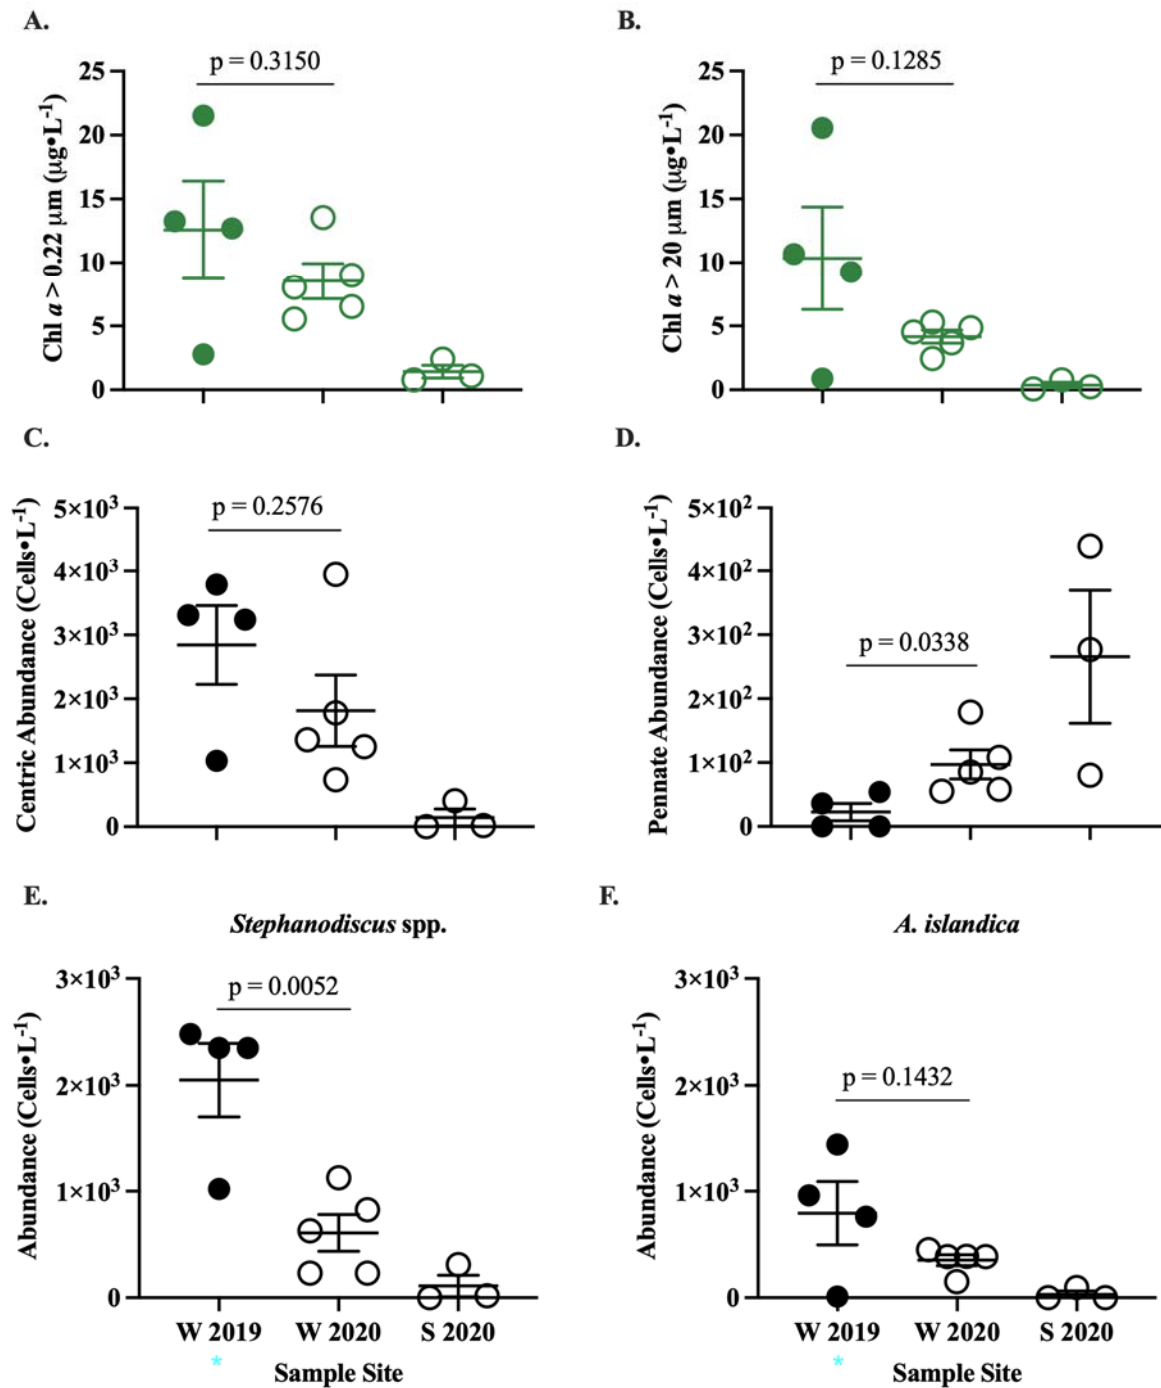 A.
p = 0.3150
Chl a > 0.22 μm (μg•L⁻¹)
25
20
15
10
5
0
B.
p = 0.1285
Chl a > 20 μm (μg•L⁻¹)
25
20
15
10
5
0
C.
p = 0.2576
Centric Abundance (Cells•L⁻¹)
5×10³
4×10³
3×10³
2×10³
1×10³
0
D.
p = 0.0338
Pennate Abundance (Cells•L⁻¹)
5×10²
4×10²
3×10²
2×10²
1×10²
0
E.
Stephanodiscus spp.
p = 0.0052
Abundance (Cells•L⁻¹)
3×10³
2×10³
1×10³
0
W 2019 W 2020 S 2020
*
Sample Site
F.
A. islandica
p = 0.1432
Abundance (Cells•L⁻¹)
3×10³
2×10³
1×10³
0
W 2019 W 2020 S 2020
*
Sample Site